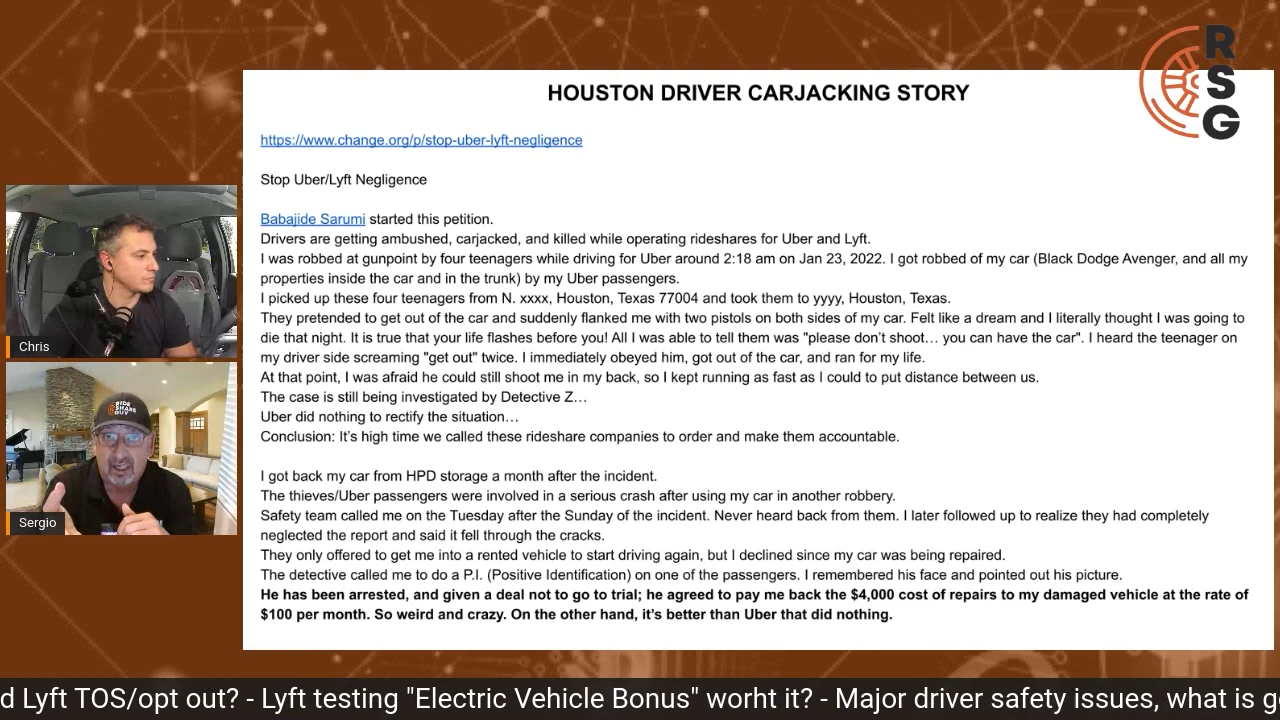 R
S
G
HOUSTON DRIVER CARJACKING STORY
https://www.change.org/p/stop-uber-lyft-negligence
Stop Uber/Lyft Negligence
Babajide Sarumi started this petition.
Drivers are getting ambushed, carjacked, and killed while operating rideshares for Uber and Lyft.
I was robbed at gunpoint by four teenagers while driving for Uber around 2:18 am on Jan 23, 2022. I got robbed of my car (Black Dodge Avenger, and all my
properties inside the car and in the trunk) by my Uber passengers.
I picked up these four teenagers from N. xxxx, Houston, Texas 77004 and took them to yyyy, Houston, Texas.
They pretended to get out of the car and suddenly flanked me with two pistols on both sides of my car. Felt like a dream and I literally thought I was going to
die that night. It is true that your life flashes before you! All I was able to tell them was "please don't shoot… you can have the car". I heard the teenager on
my driver side screaming "get out" twice. I immediately obeyed him, got out of the car, and ran for my life.
At that point, I was afraid he could still shoot me in my back, so I kept running as fast as I could to put distance between us.
The case is still being investigated by Detective Z…
Uber did nothing to rectify the situation…
Conclusion: It's high time we called these rideshare companies to order and make them accountable.
I got back my car from HPD storage a month after the incident.
The thieves/Uber passengers were involved in a serious crash after using my car in another robbery.
Safety team called me on the Tuesday after the Sunday of the incident. Never heard back from them. I later followed up to realize they had completely
neglected the report and said it fell through the cracks.
They only offered to get me into a rented vehicle to start driving again, but I declined since my car was being repaired.
The detective called me to do a P.I. (Positive Identification) on one of the passengers. I remembered his face and pointed out his picture.
He has been arrested, and given a deal not to go to trial; he agreed to pay me back the $4,000 cost of repairs to my damaged vehicle at the rate of
$100 per month. So weird and crazy. On the other hand, it's better than Uber that did nothing.
Chris
RIDE
SHARE
GUY
Sergio
d Lyft TOS/opt out? - Lyft testing "Electric Vehicle Bonus" worht it? - Major driver safety issues, what is g